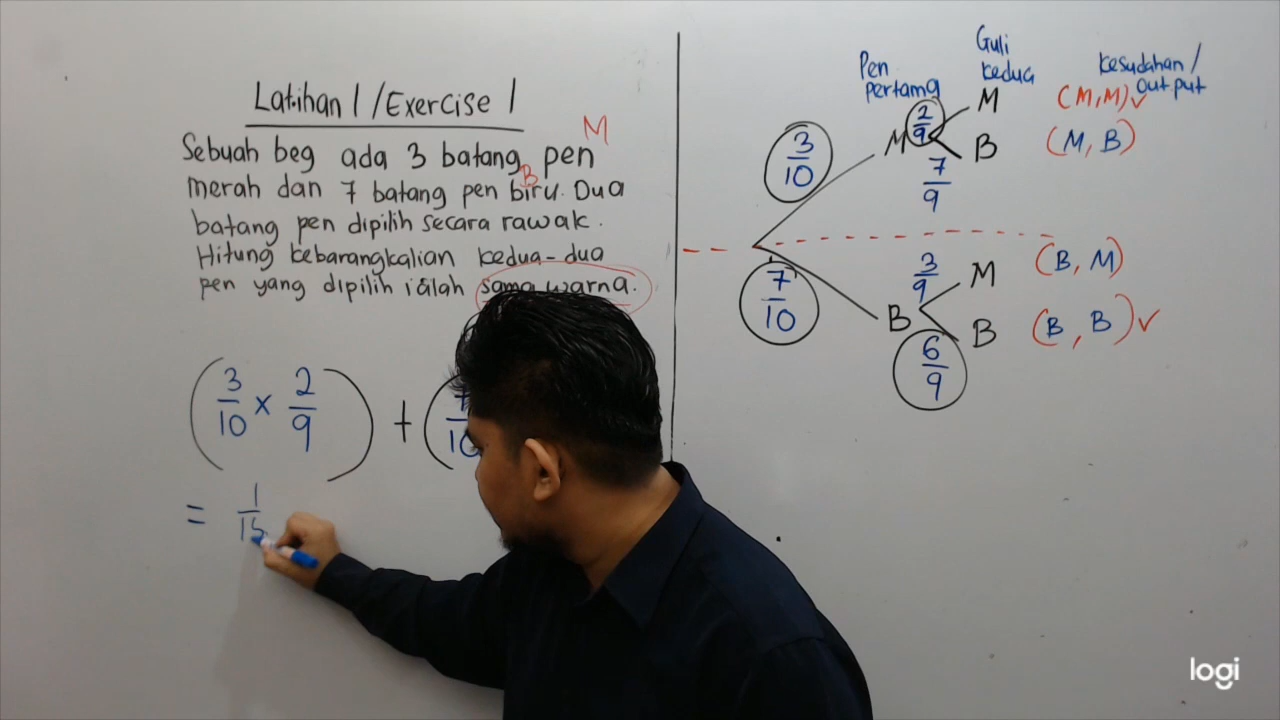 Latihan 1 / Exercise 1
M
Sebuah beg ada 3 batang pen
B
merah dan 7 batang pen biru. Dua
batang pen dipilih secara rawak.
Hitung kebarangkalian kedua-dua
pen yang dipilih ialah sama warna.
(3/10 × 2/9) + (
10
= 1/15
Pen pertama
Guli kedua
Kesudahan / output
3/10
M
2/9
M
(M, M) ✓
7/9
B
(M, B)
7/10
B
3/9
M
(B, M)
6/9
B
(B, B) ✓
logi